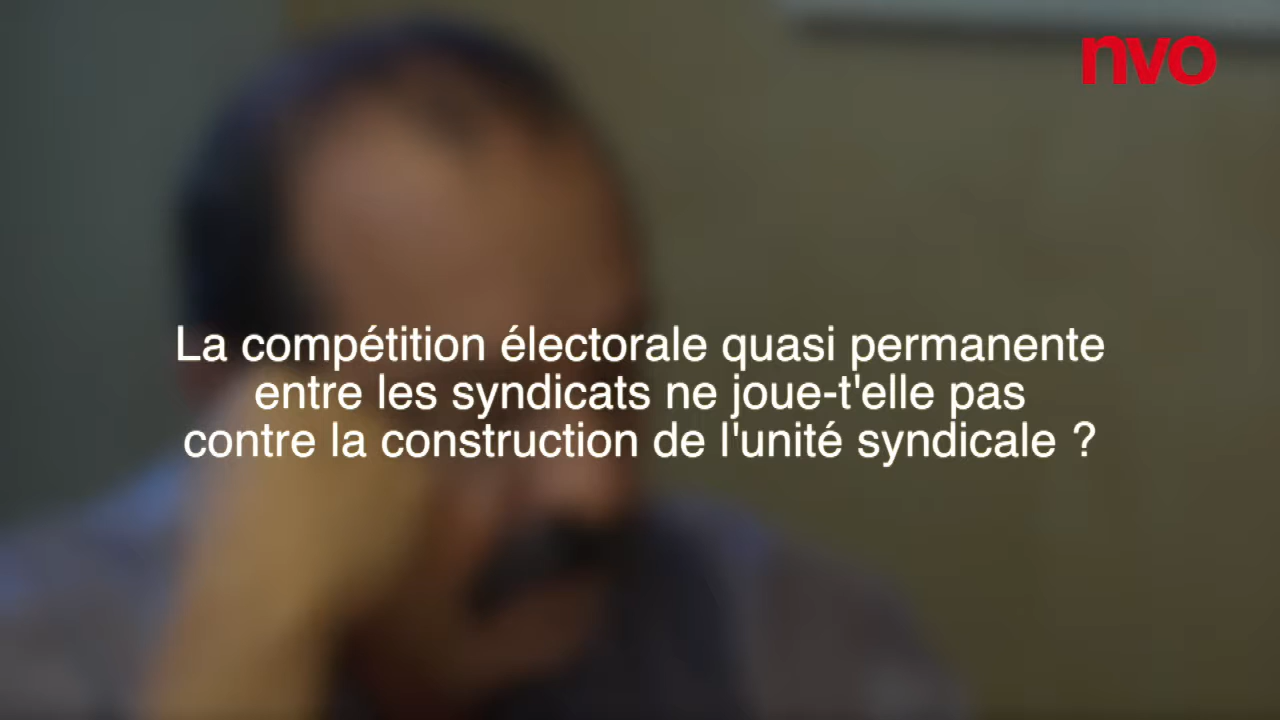 nvo
La compétition électorale quasi permanente
entre les syndicats ne joue-t'elle pas
contre la construction de l'unité syndicale ?